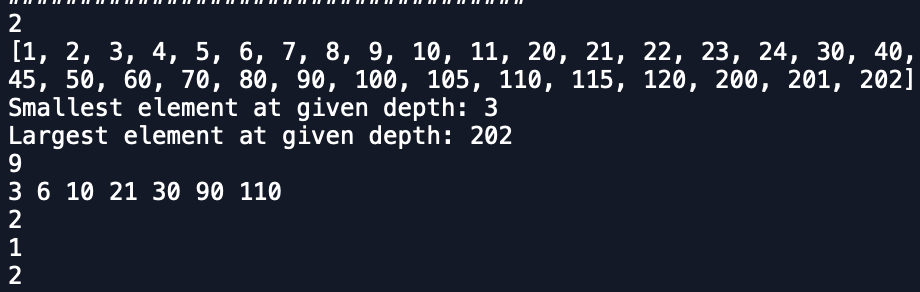 2
[1, 2, 3, 4, 5, 6, 7, 8, 9, 10, 11, 20, 21, 22, 23, 24, 30, 40,
45, 50, 60, 70, 80, 90, 100, 105, 110, 115, 120, 200, 201, 202]
Smallest element at given depth: 3
Largest element at given depth: 202
9
3 6 10 21 30 90 110
2
1
2